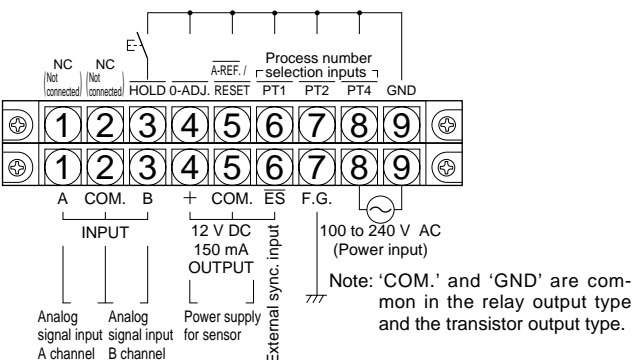 NC
(Not connected)
NC
(Not connected)
HOLD
0-ADJ.
A-REF. /
RESET
Process number
selection inputs
PT1
PT2
PT4
GND
1 2 3 4 5 6 7 8 9
1 2 3 4 5 6 7 8 9
A
COM.
B
+
COM.
ES
F.G.
INPUT
12 V DC
150 mA
OUTPUT
External sync. input
100 to 240 V AC
(Power input)
Analog
signal input
A channel
Analog
signal input
B channel
Power supply
for sensor
Note: ‘COM.’ and ‘GND’ are com-
mon in the relay output type
and the transistor output type.